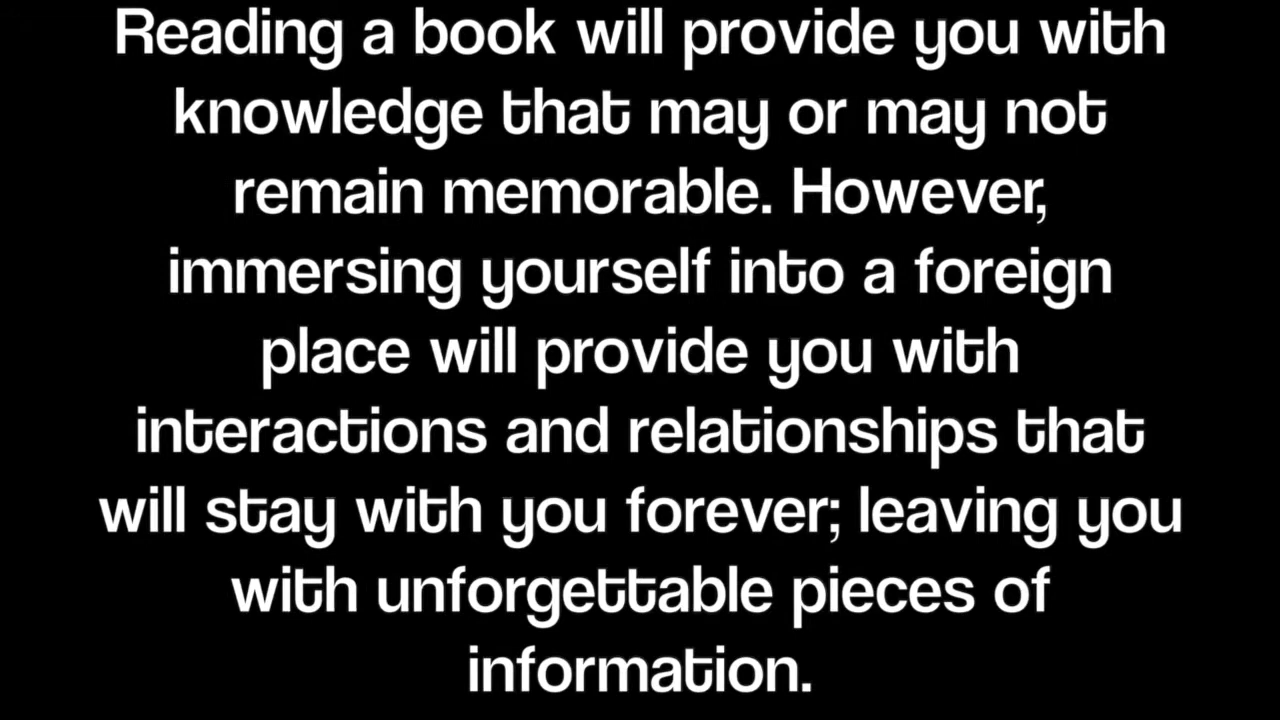 Reading a book will provide you with
knowledge that may or may not
remain memorable. However,
immersing yourself into a foreign
place will provide you with
interactions and relationships that
will stay with you forever; leaving you
with unforgettable pieces of
information.